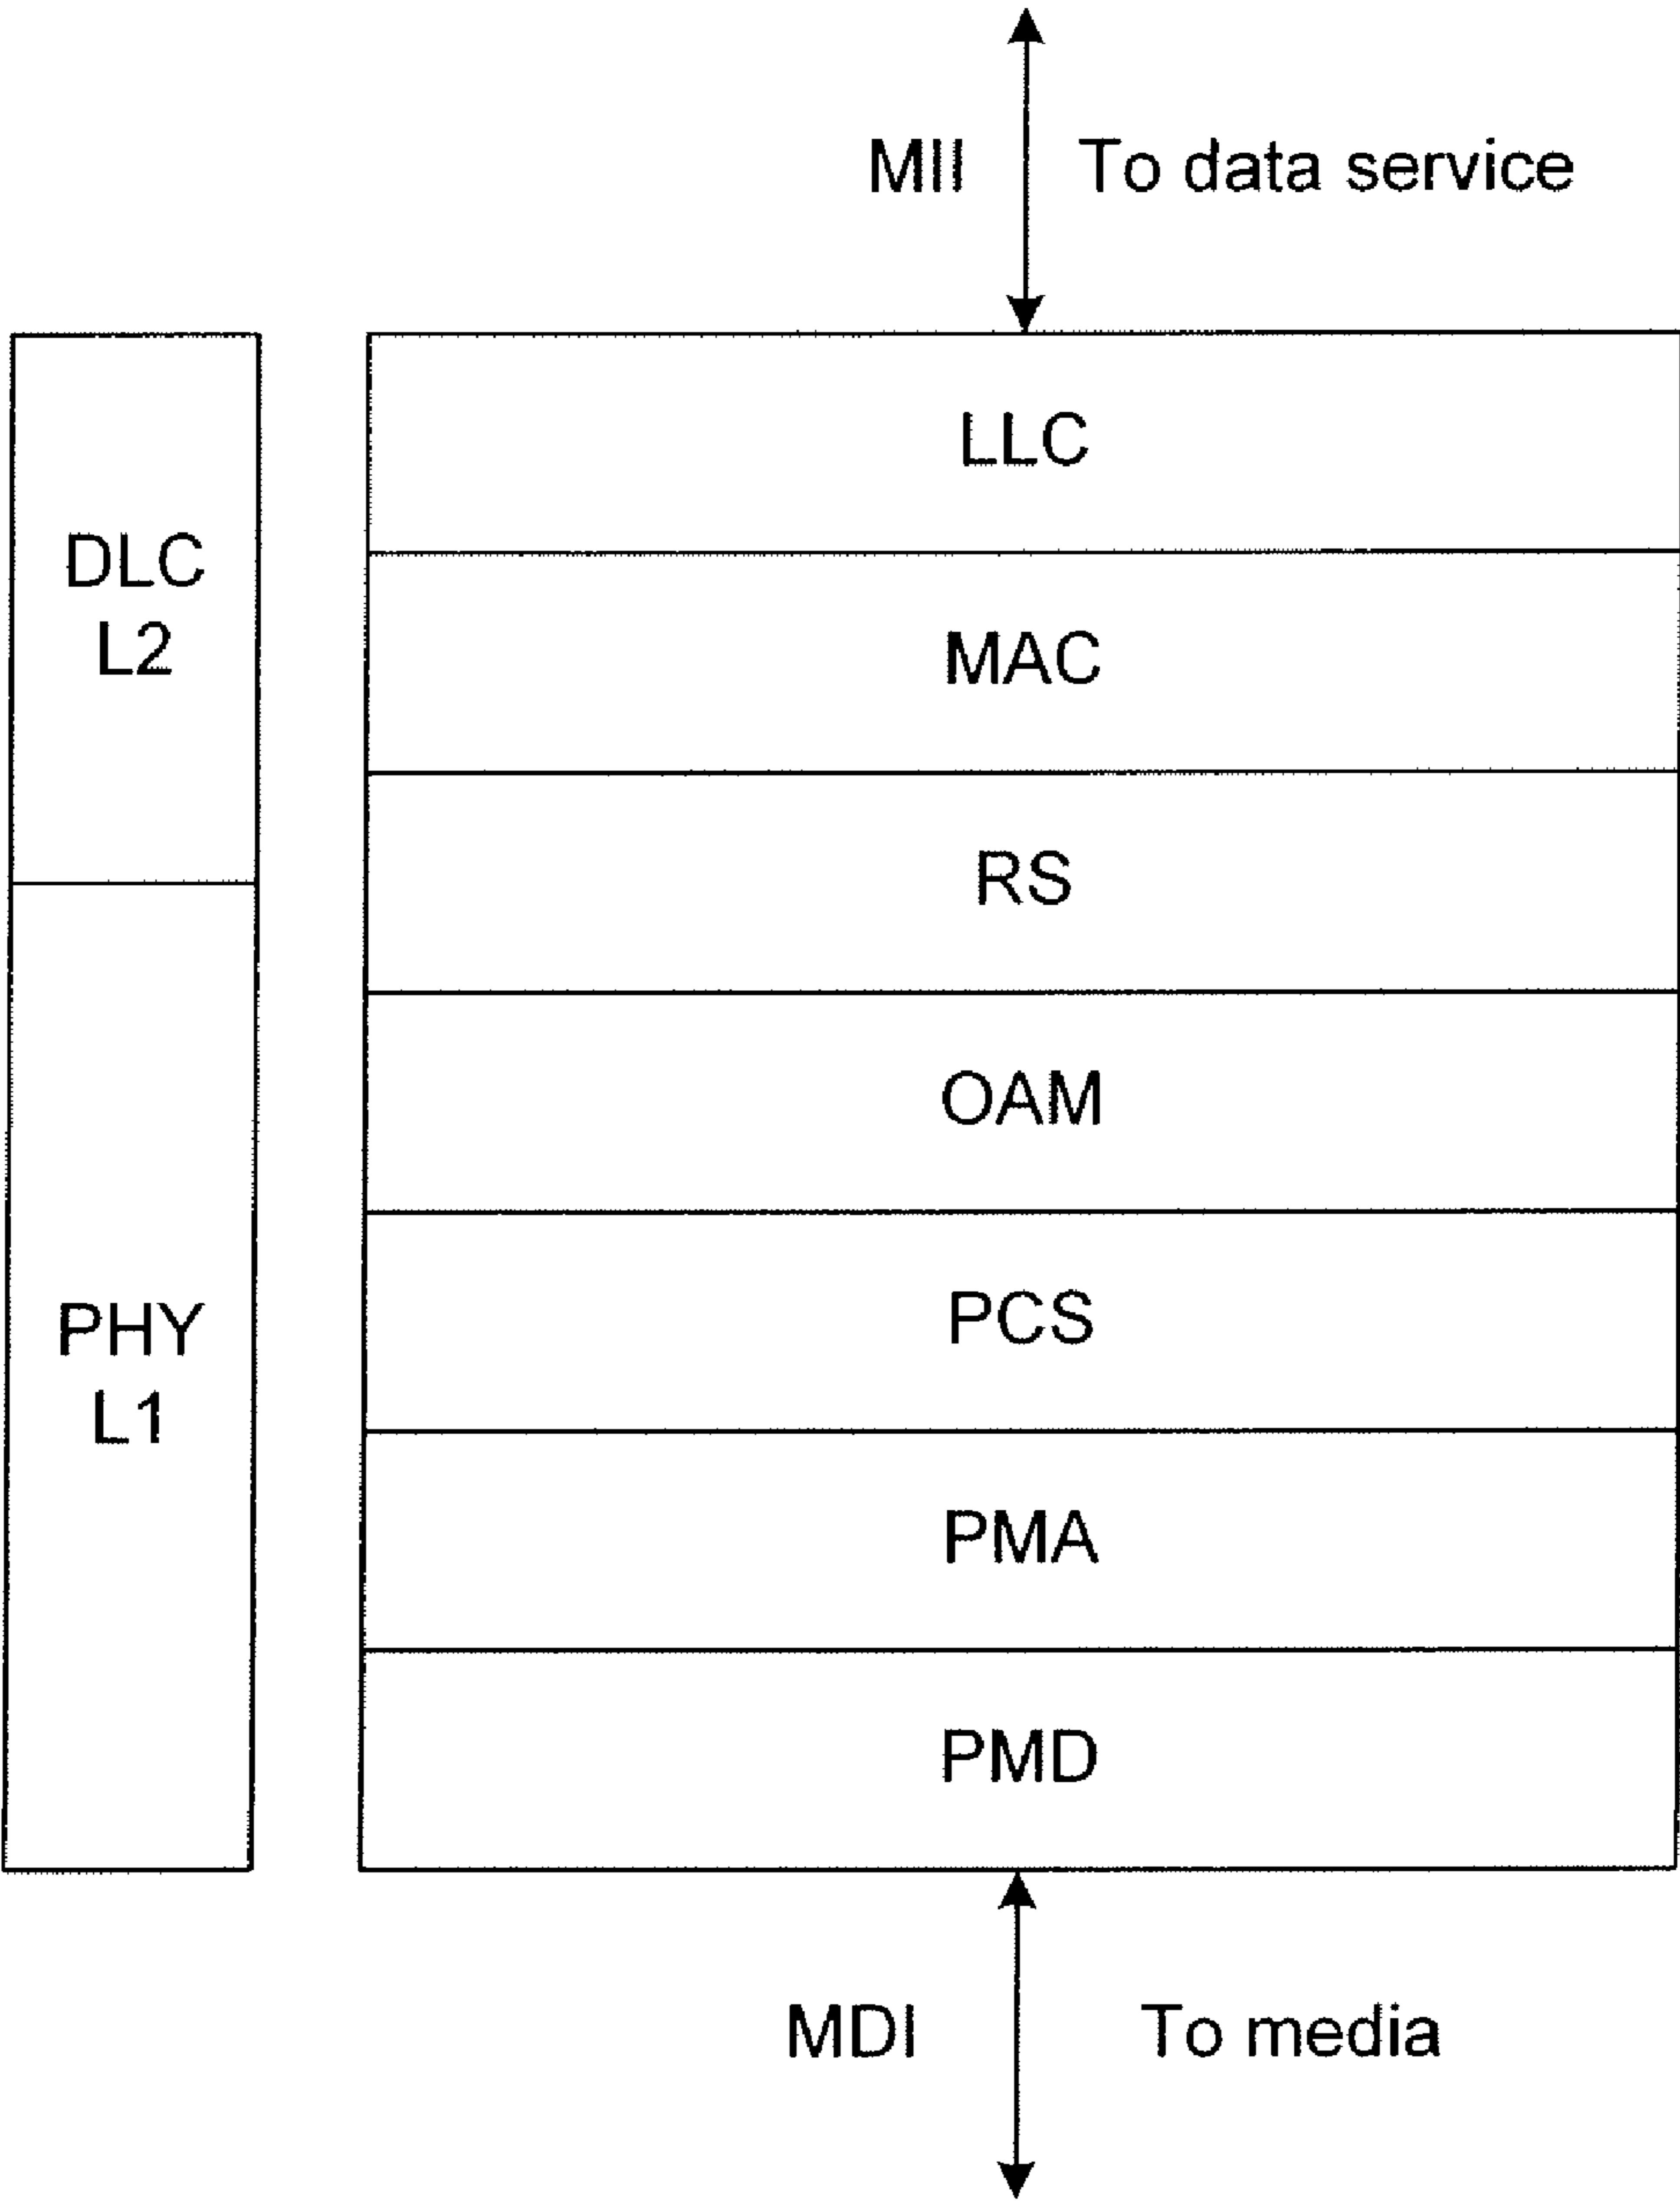 MII To data service
DLC
L2
PHY
L1
LLC
MAC
RS
OAM
PCS
PMA
PMD
MDI To media